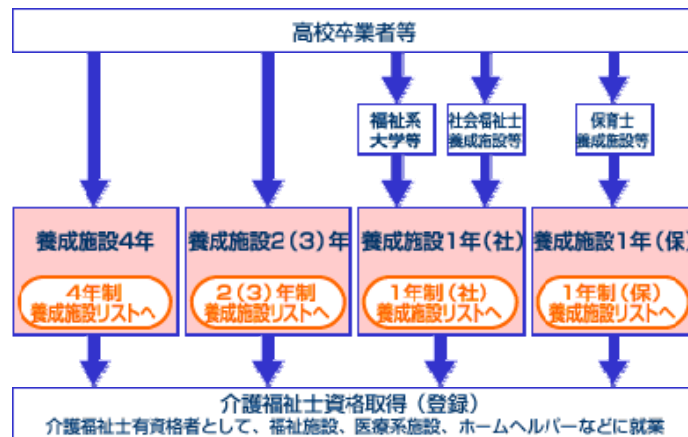 高校卒業者等
福祉系
大学等
社会福祉士
養成施設等
保育士
養成施設等
養成施設4年
養成施設2(3)年
養成施設1年(社)
養成施設1年(保)
4年制
養成施設リストへ
2(3)年制
養成施設リストへ
1年制(社)
養成施設リストへ
1年制(保)
養成施設リストへ
介護福祉士資格取得(登録)
介護福祉士有資格者として、福祉施設、医療系施設、ホームヘルパーなどに就業